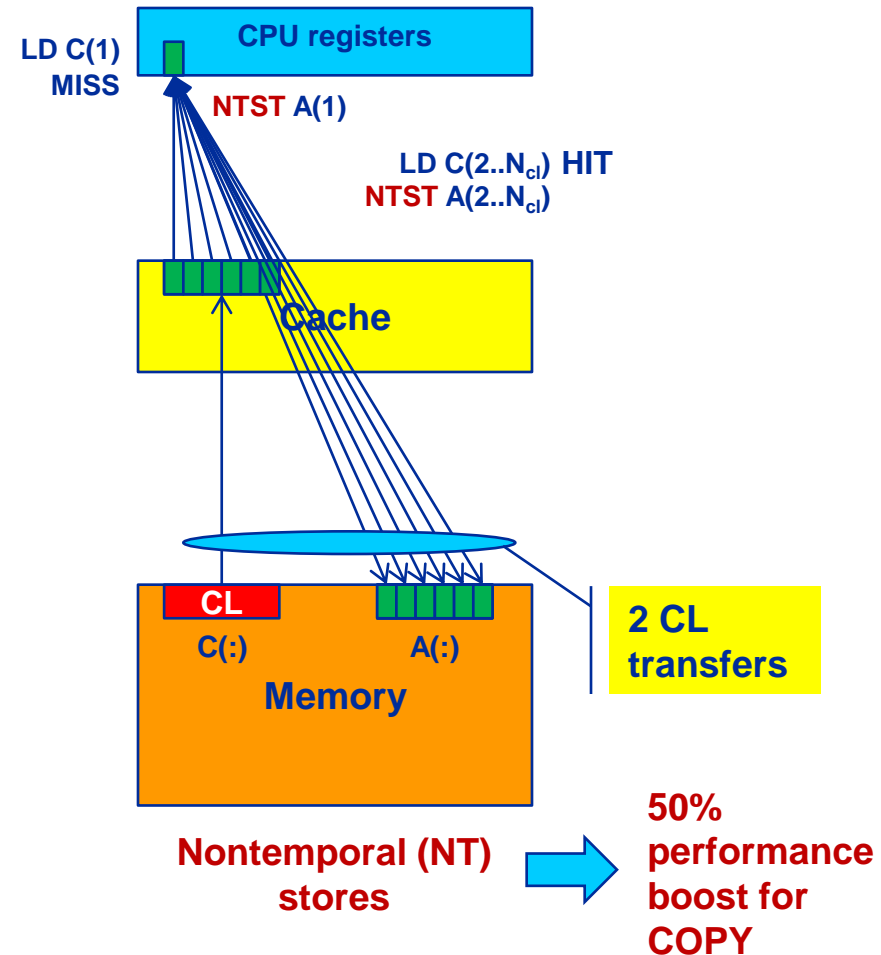 CPU registers
LD C(1)
MISS
NTST A(1)
LD C(2..Ncl) HIT
NTST A(2..Ncl)
Cache
CL
C(:)
A(:)
Memory
2 CL
transfers
Nontemporal (NT)
stores
50%
performance
boost for
COPY